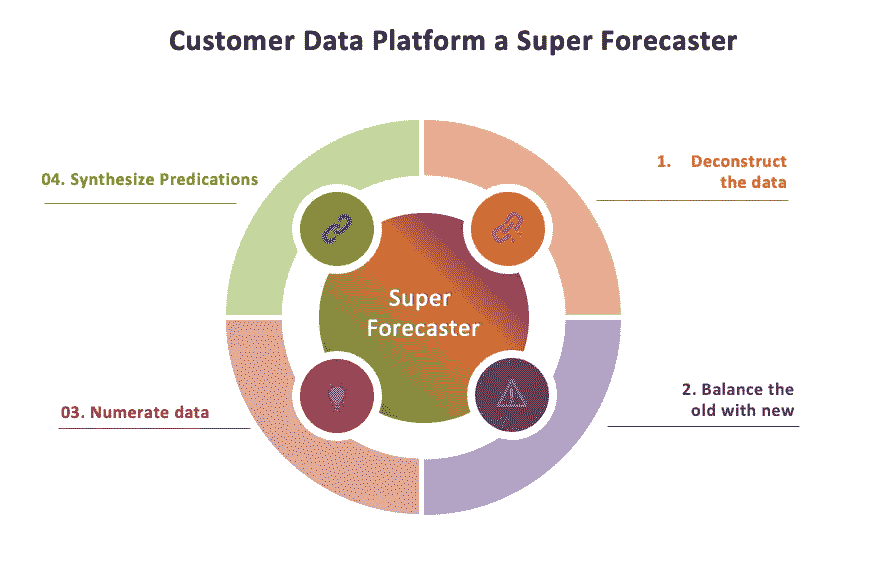 Customer Data Platform a Super Forecaster
04. Synthesize Predications
1. Deconstruct
the data
Super
Forecaster
03. Numerate data
2. Balance the
old with new